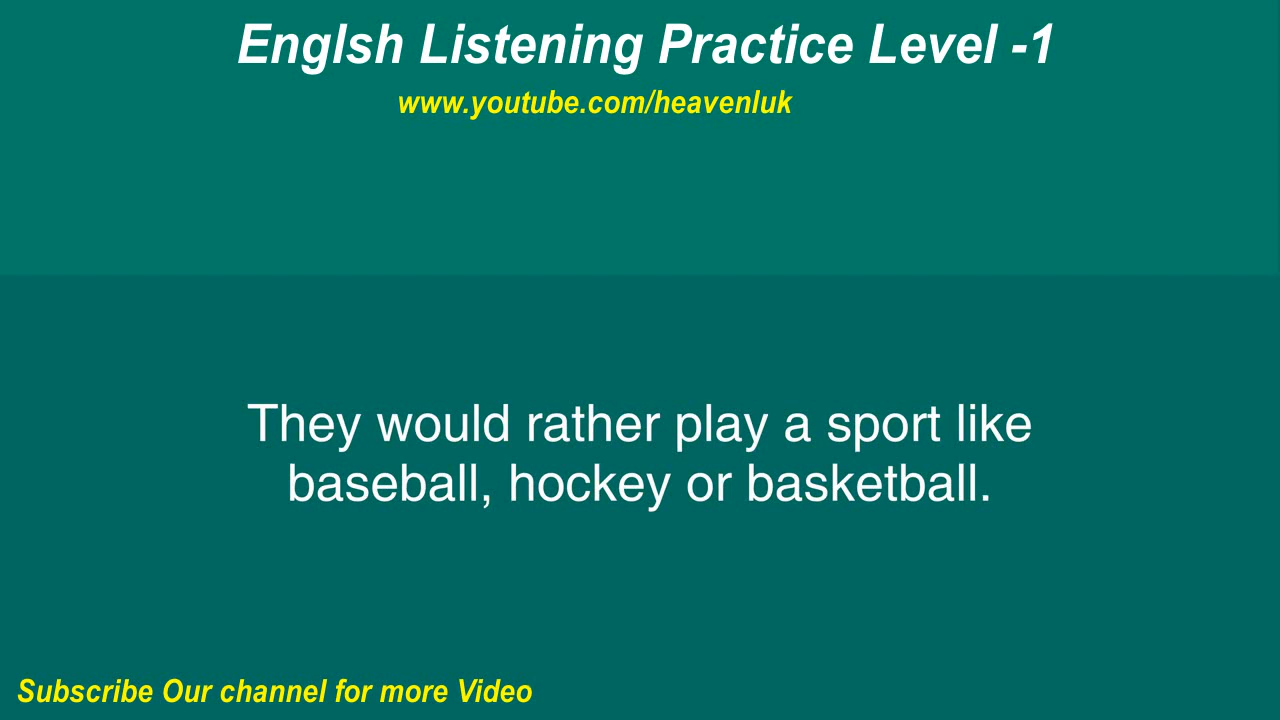 Englsh Listening Practice Level -1
www.youtube.com/heavenluk
They would rather play a sport like
baseball, hockey or basketball.
Subscribe Our channel for more Video